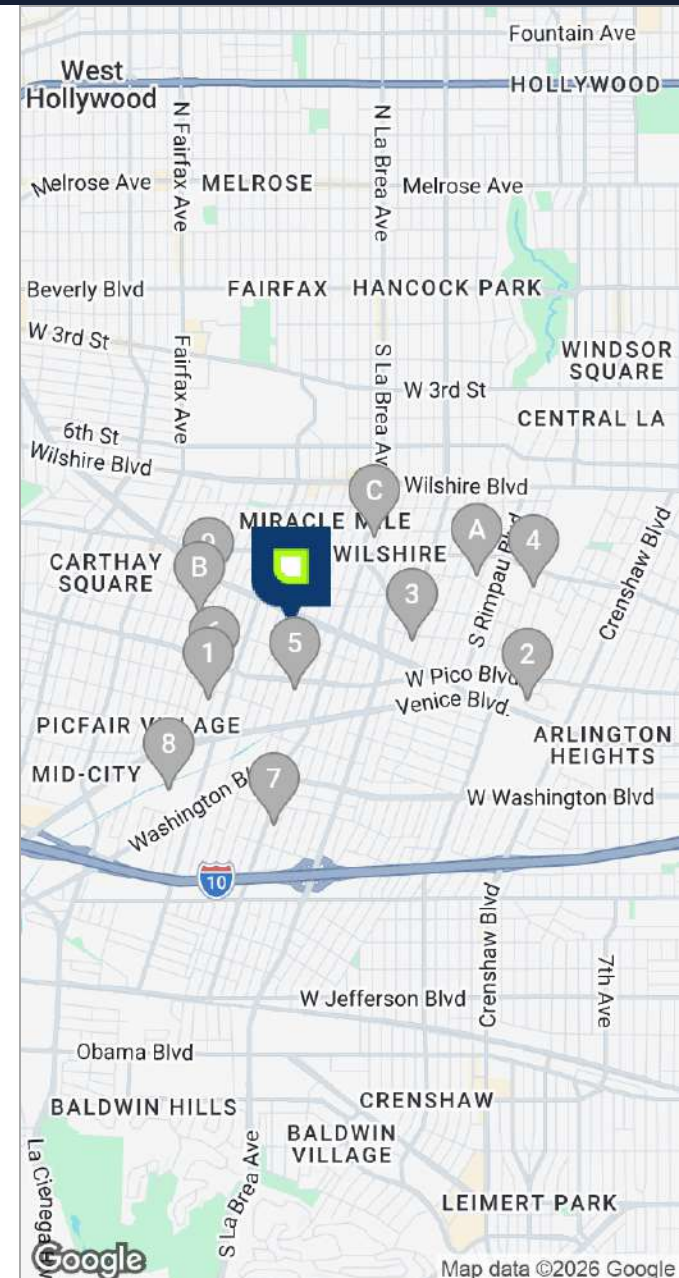 Fountain Ave
West
Hollywood
HOLLYWOOD
N Fairfax Ave
N La Brea Ave
Melrose Ave
MELROSE
Melrose Ave
Beverly Blvd
FAIRFAX
HANCOCK PARK
W 3rd St
Fairfax Ave
S La Brea Av
WINDSOR
SQUARE
W 3rd St
CENTRAL LA
6th St
Wilshire Blvd
Wilshire Blvd
C
MIRACLE MILE
A
4
Crenshaw Blvd
9
WILSHIRE
CARTHAY
SQUARE
B
S Rimpau Blvd
3
1
5
2
W Pico Blvd
Venice Blvd.
PICFAIR VILLAGE
8
ARLINGTON
HEIGHTS
MID-CITY
7
Washington B
W Washington Blvd
10
Crenshaw Blvd
7th Ave
W Jefferson Blvd
Obama Blvd
CRENSHAW
BALDWIN HILLS
BALDWIN
VILLAGE
La Cienega
S La Brea Ave
LEIMERT PARK
Google
Map data ©2026 Google